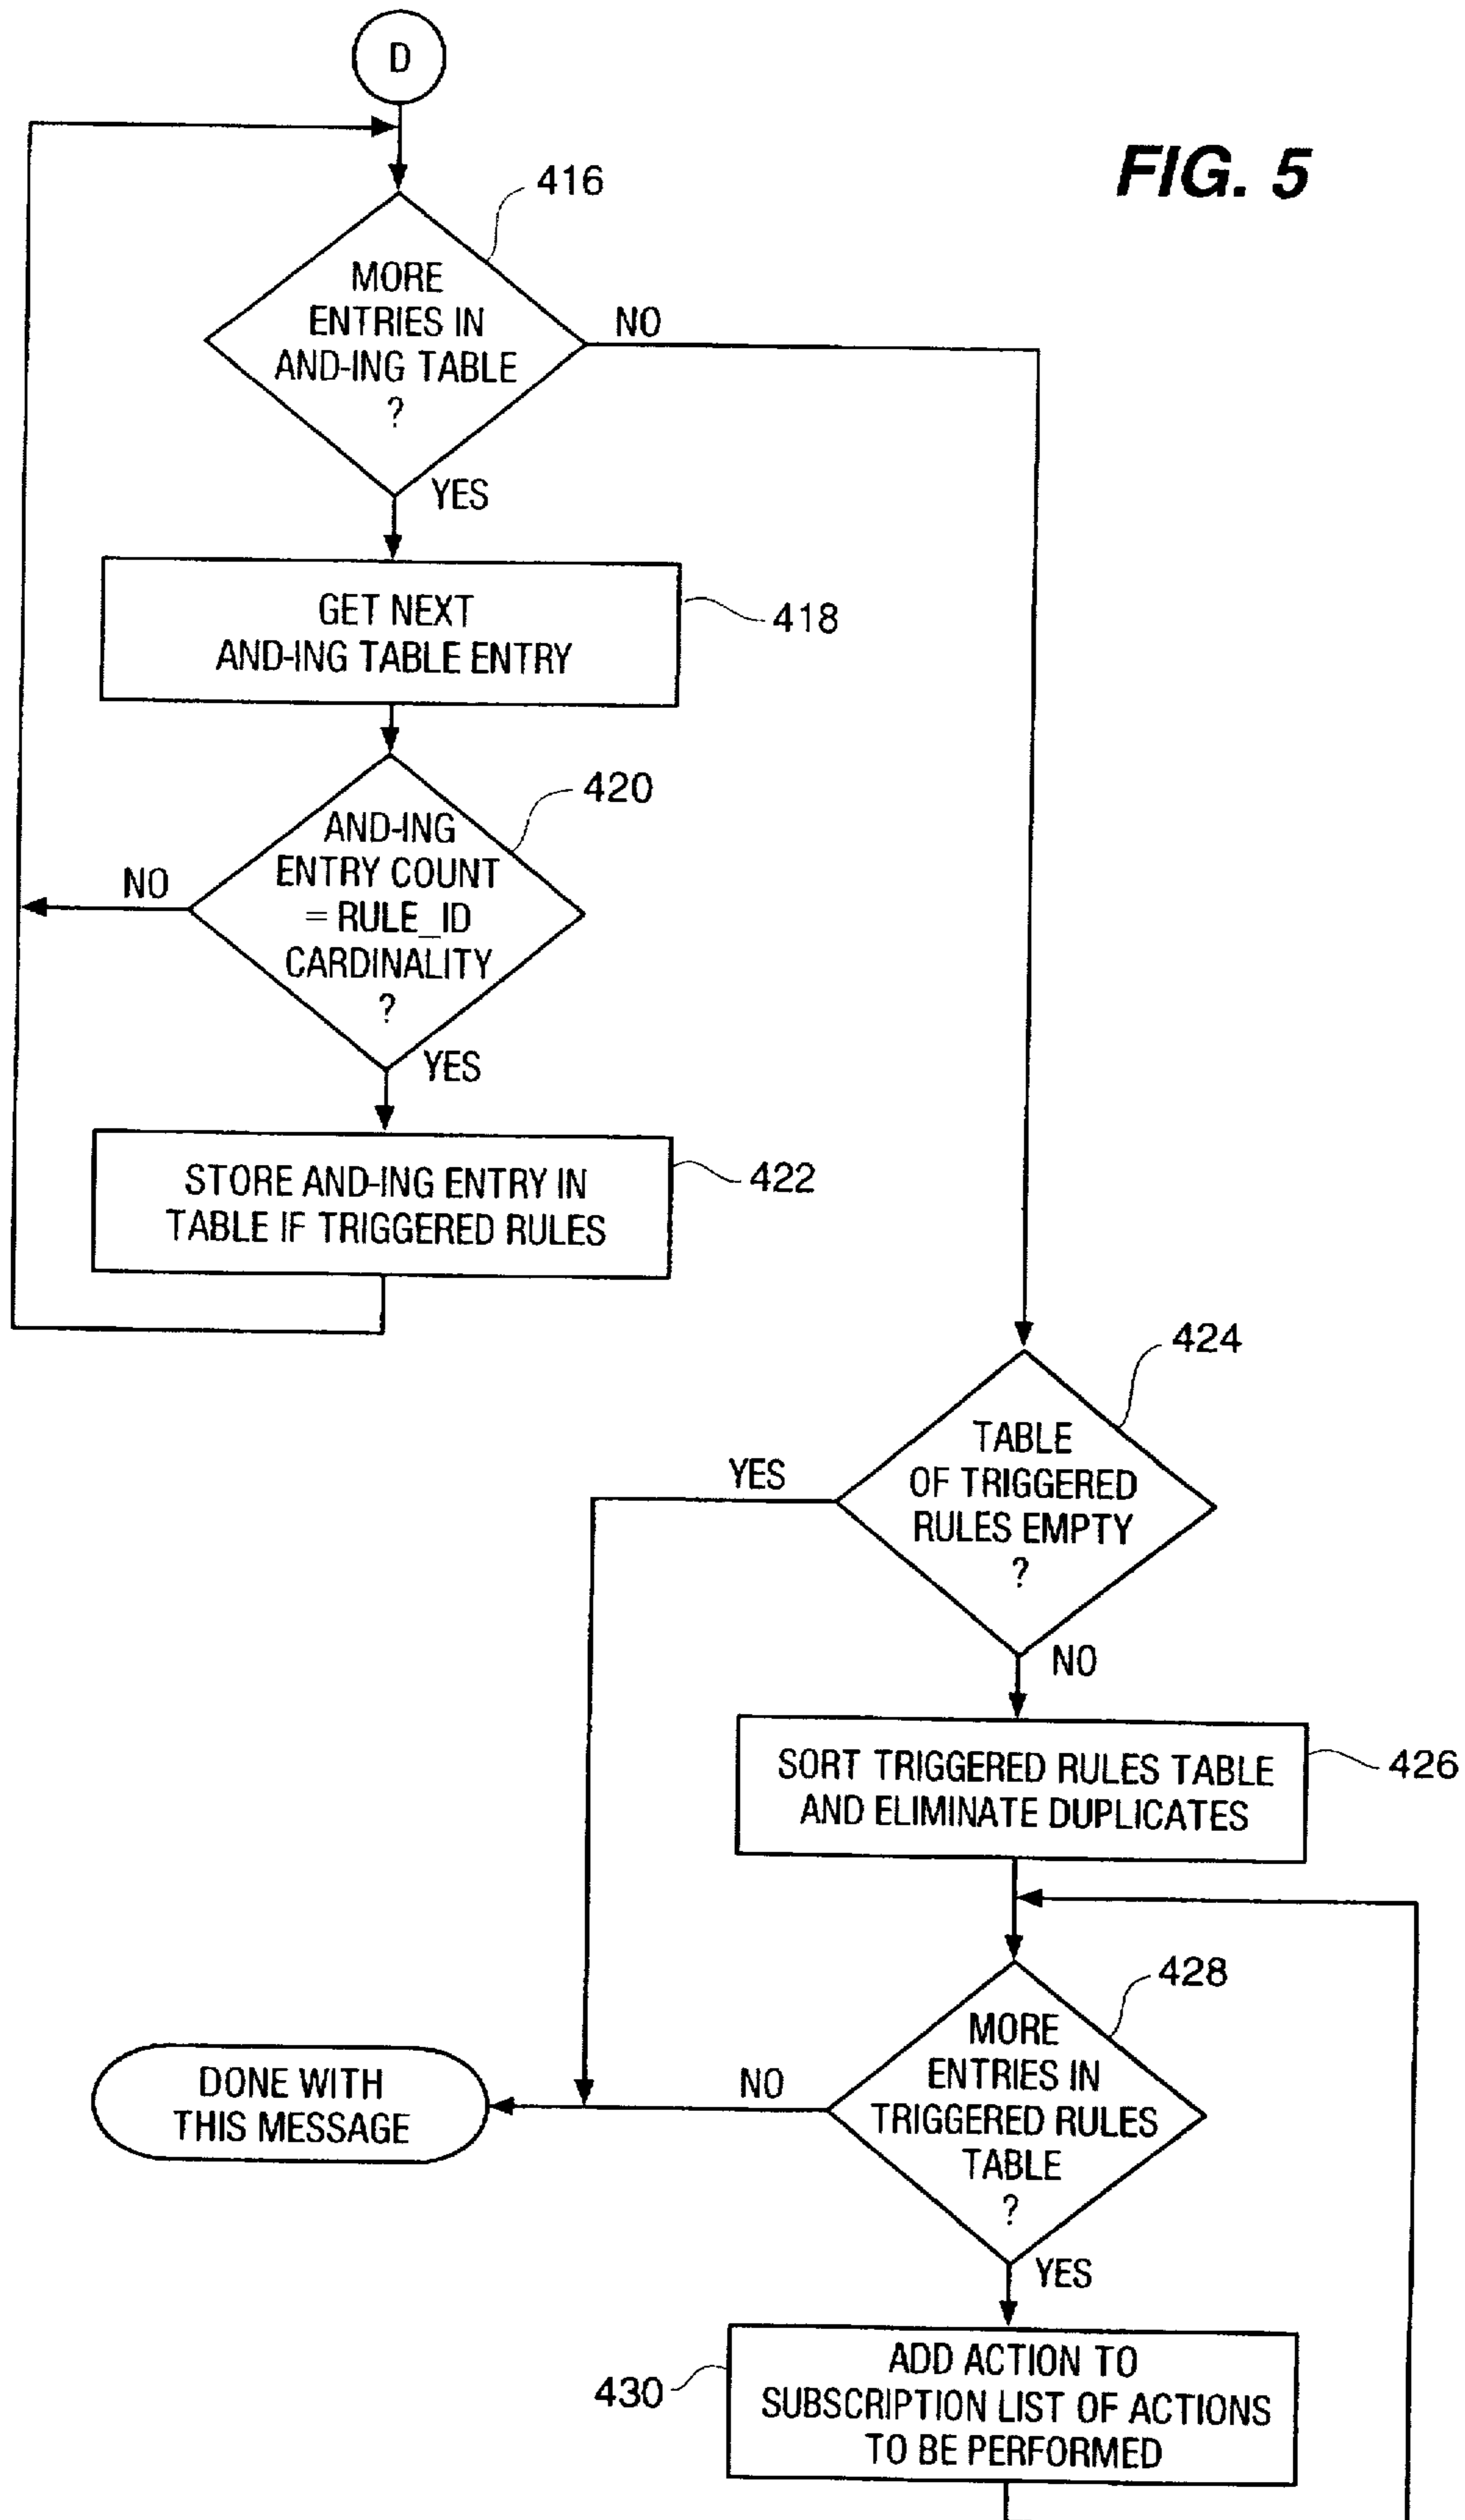 D
FIG. 5
416
MORE
ENTRIES IN
AND-ING TABLE
?
NO
YES
GET NEXT
AND-ING TABLE ENTRY
418
420
AND-ING
ENTRY COUNT
= RULE_ID
CARDINALITY
?
NO
YES
STORE AND-ING ENTRY IN
TABLE IF TRIGGERED RULES
422
424
TABLE
OF TRIGGERED
RULES EMPTY
?
YES
NO
SORT TRIGGERED RULES TABLE
AND ELIMINATE DUPLICATES
426
428
MORE
ENTRIES IN
TRIGGERED RULES
TABLE
?
NO
DONE WITH
THIS MESSAGE
YES
ADD ACTION TO
SUBSCRIPTION LIST OF ACTIONS
TO BE PERFORMED
430